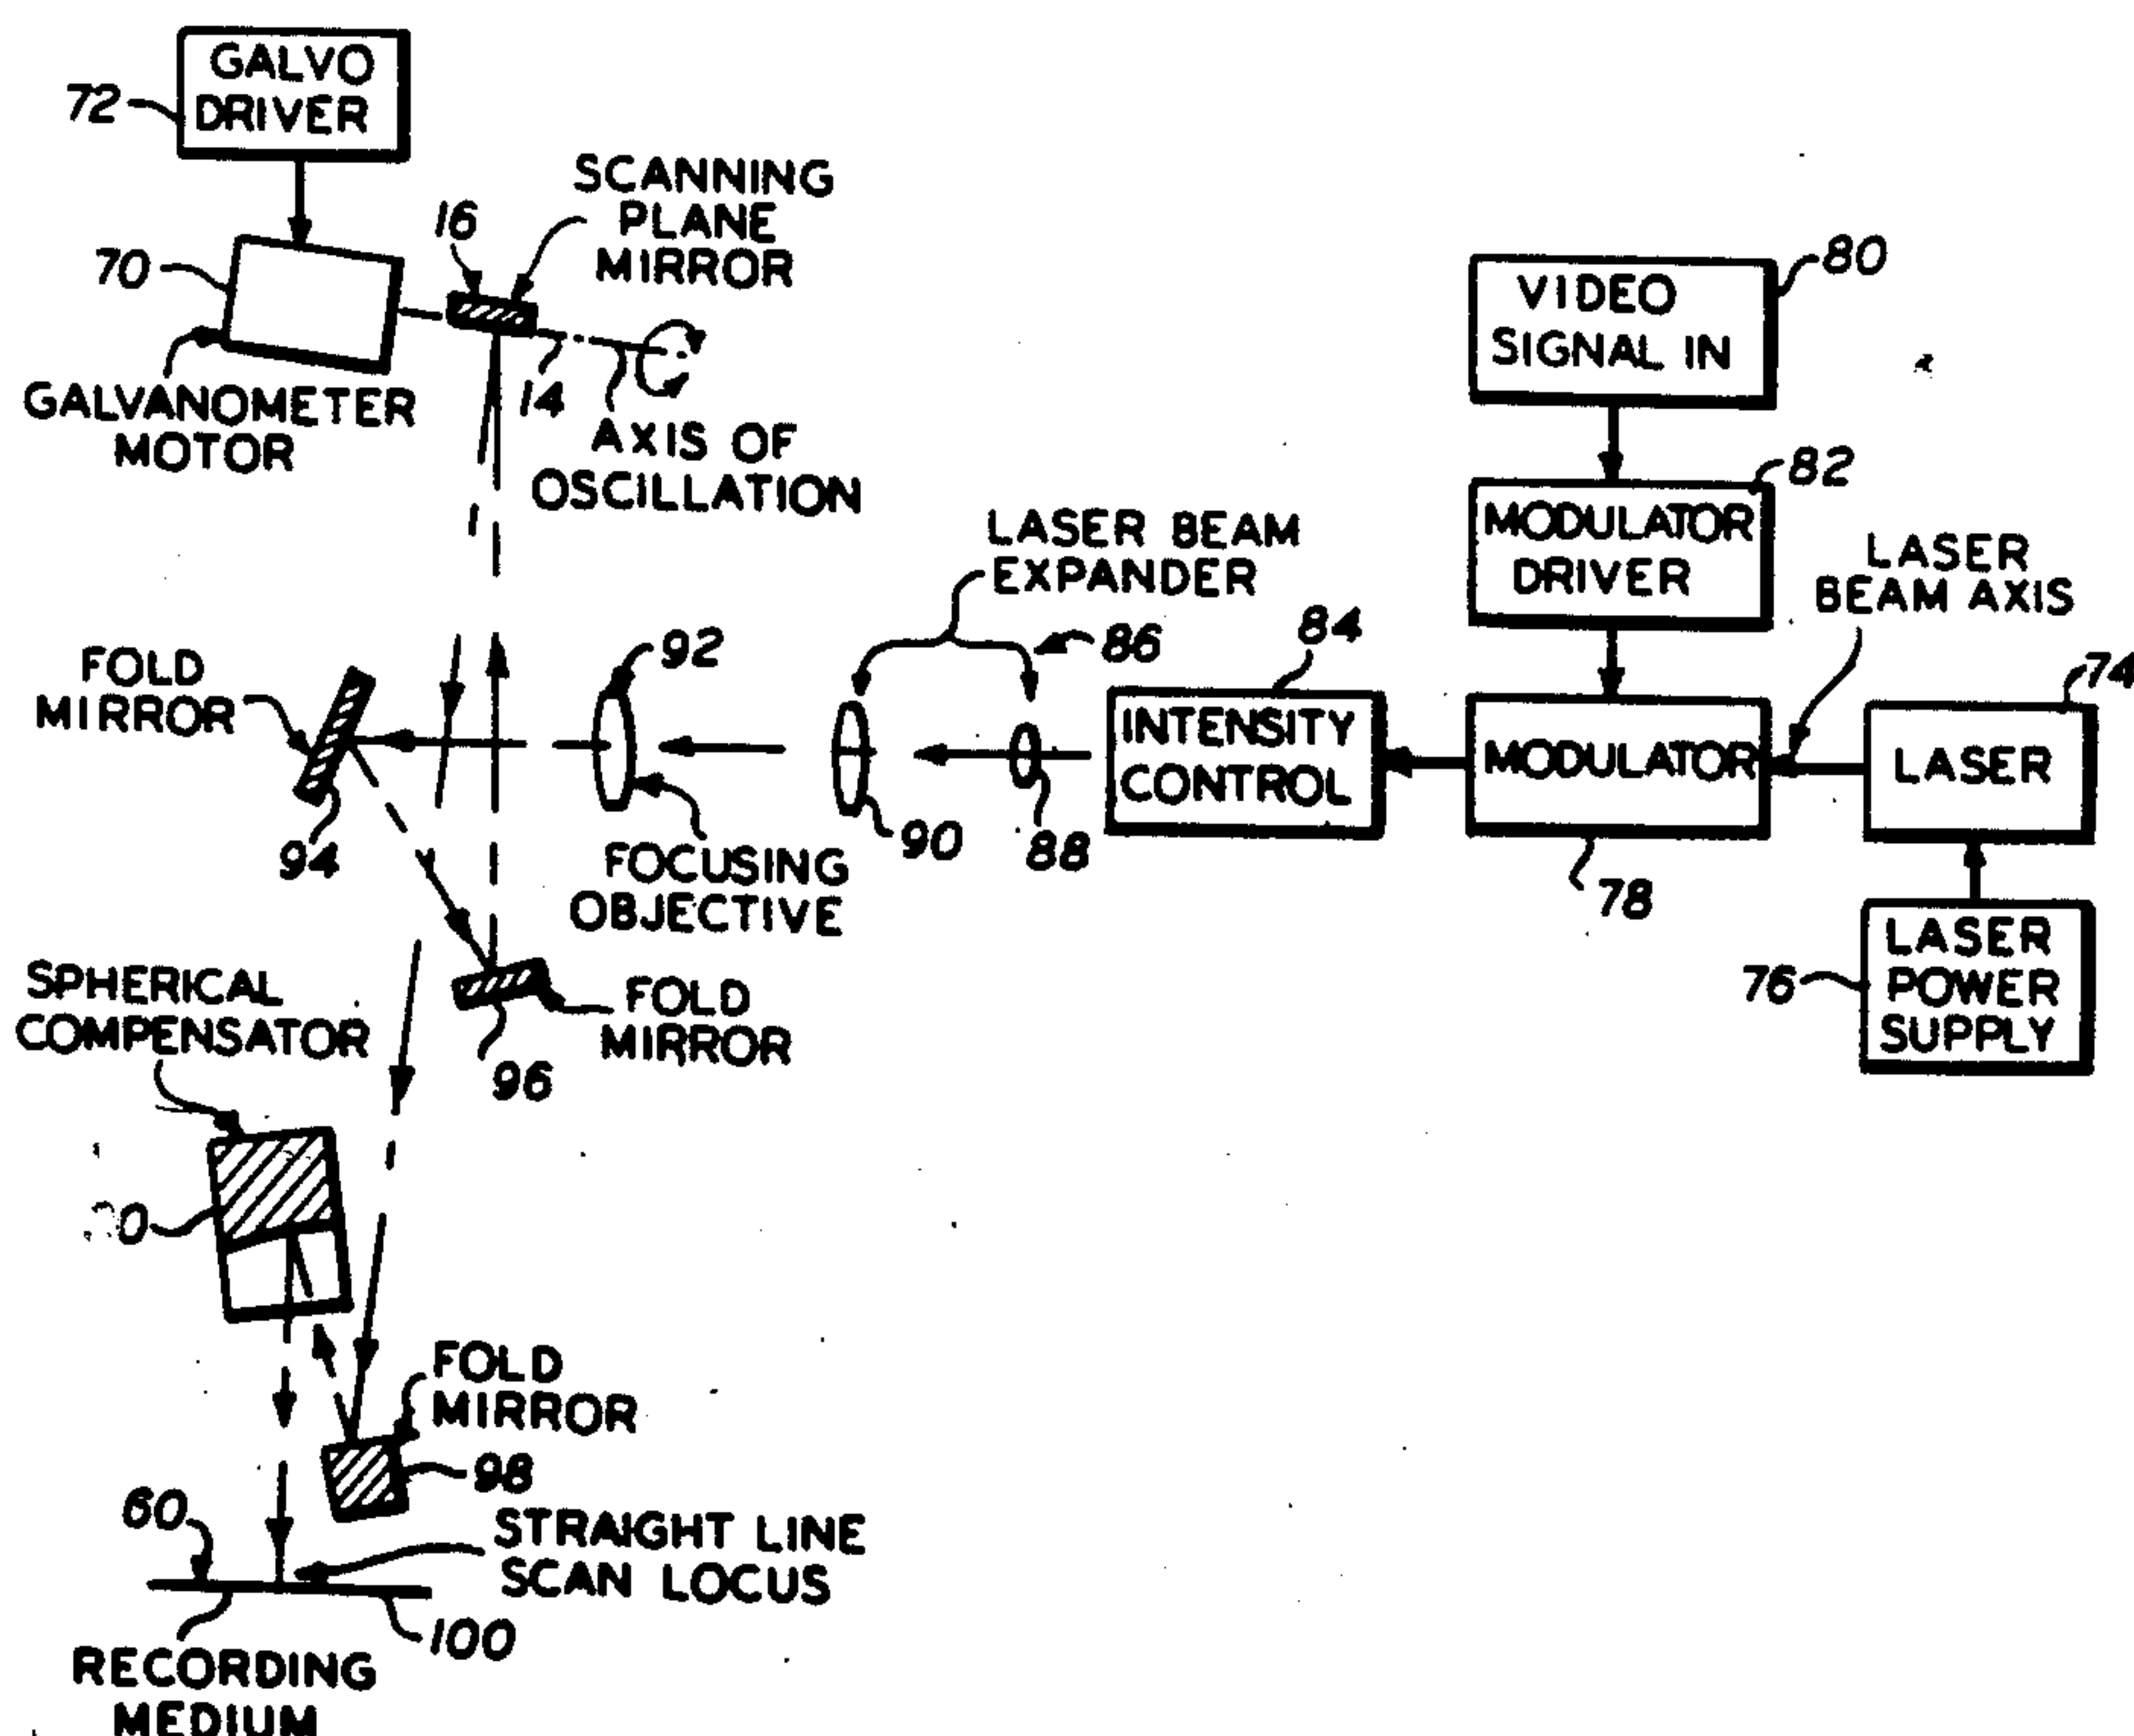 GALVO
DRIVER
72
SCANNING
PLANE
MIRROR
16
70
14
GALVANOMETER
MOTOR
AXIS OF
OSCILLATION
VIDEO
SIGNAL IN
80
MODULATOR
DRIVER
82
LASER
BEAM AXIS
LASER BEAM
EXPANDER
84
86
92
FOLD
MIRROR
94
INTENSITY
CONTROL
MODULATOR
LASER
74
90
88
78
FOCUSING
OBJECTIVE
LASER
POWER
SUPPLY
76
SPHERICAL
COMPENSATOR
FOLD
MIRROR
96
FOLD
MIRROR
98
60
STRAIGHT LINE
SCAN LOCUS
100
RECORDING
MEDIUM